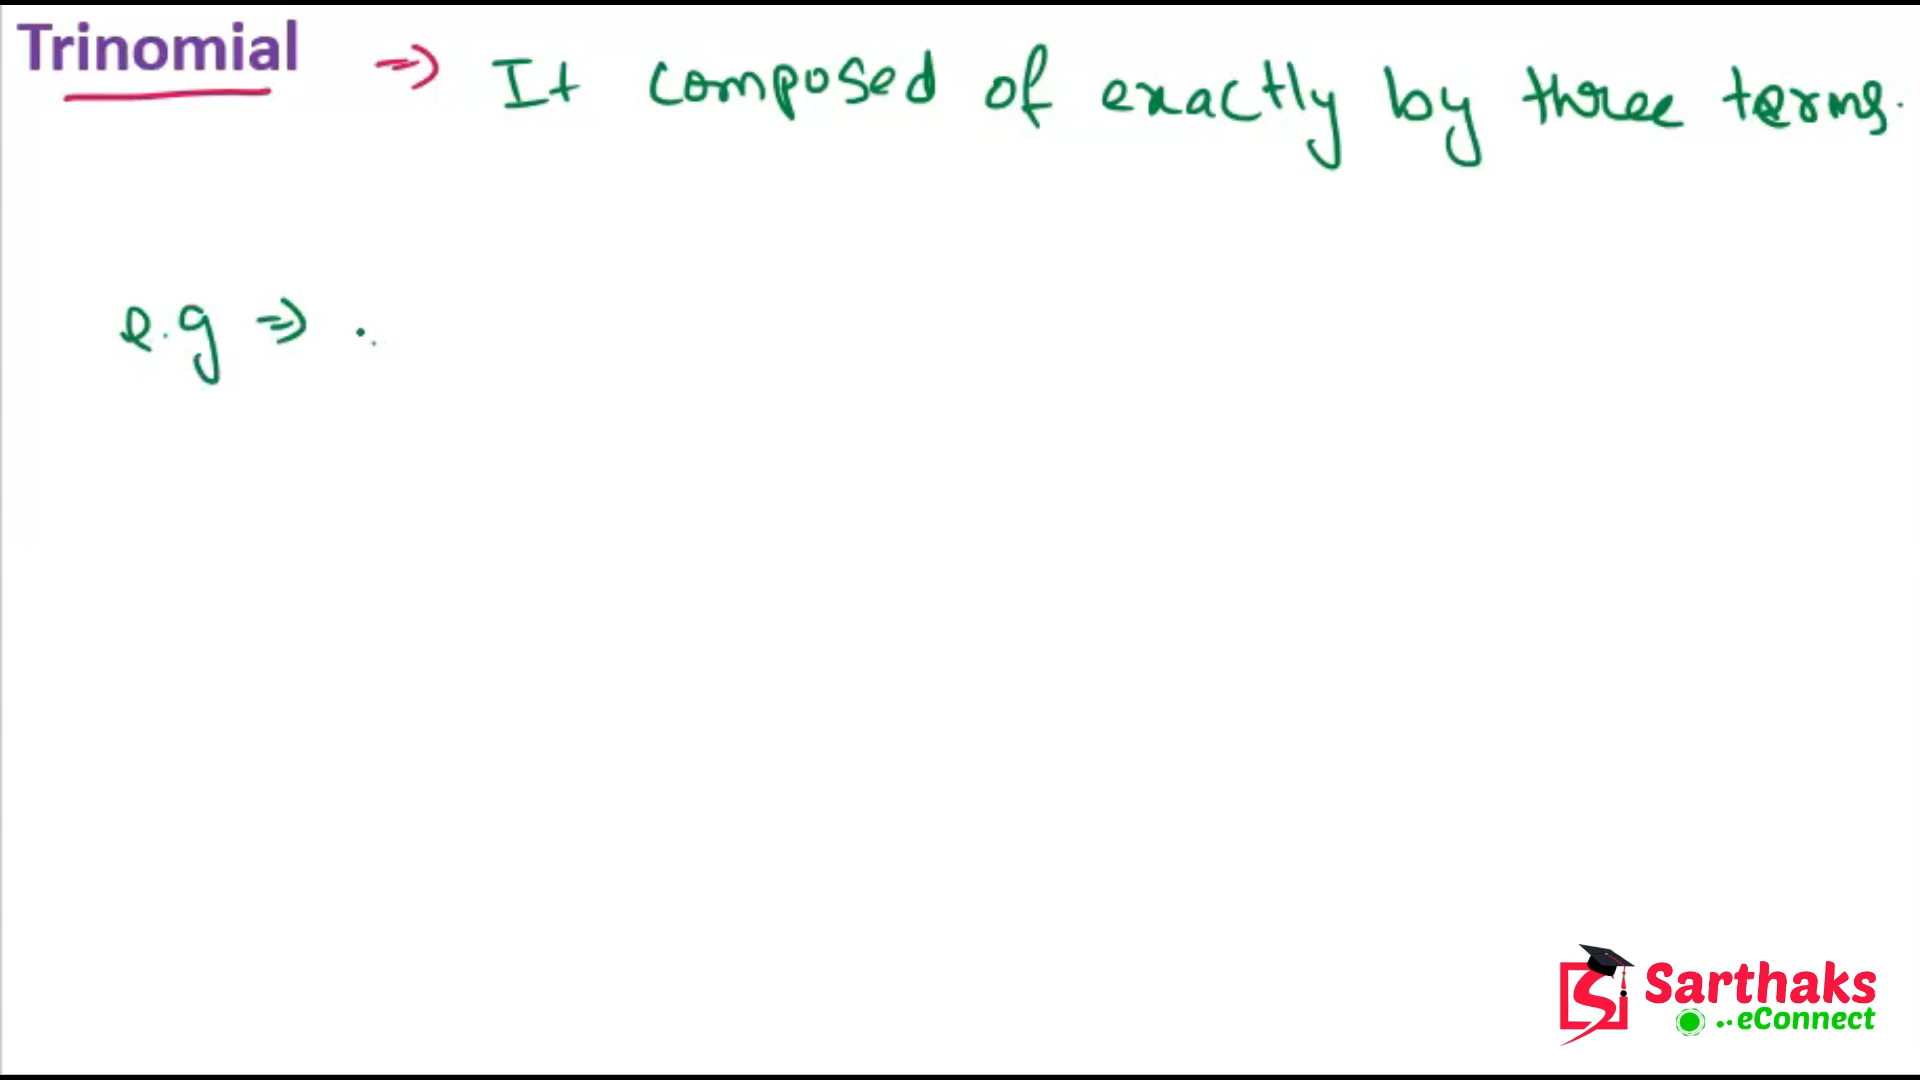 Trinomial ⇒ It composed of exactly by three terms.
e.g ⇒
Sarthaks
eConnect